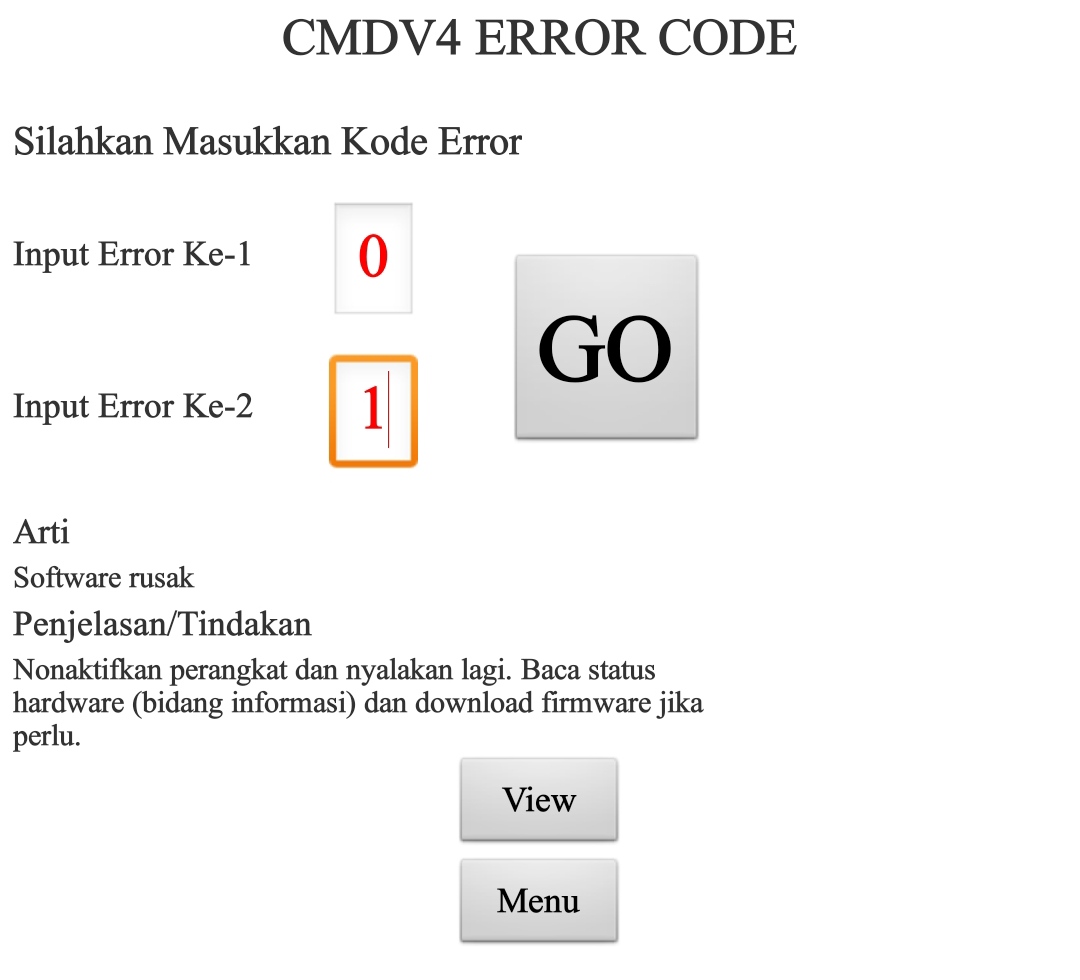 CMDV4 ERROR CODE
Silahkan Masukkan Kode Error
Input Error Ke-1
0
GO
Input Error Ke-2
1
Arti
Software rusak
Penjelasan/Tindakan
Nonaktifkan perangkat dan nyalakan lagi. Baca status
hardware (bidang informasi) dan download firmware jika
perlu.
View
Menu